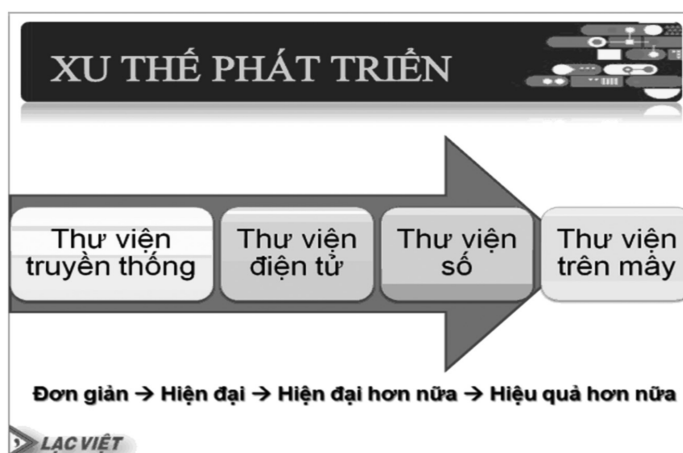 XU THẾ PHÁT TRIỂN
Thư viện
truyền thống
Thư viện
điện tử
Thư viện
số
Thư viện
trên mây
Đơn giản → Hiện đại → Hiện đại hơn nữa → Hiệu quả hơn nữa
LẠC VIỆT